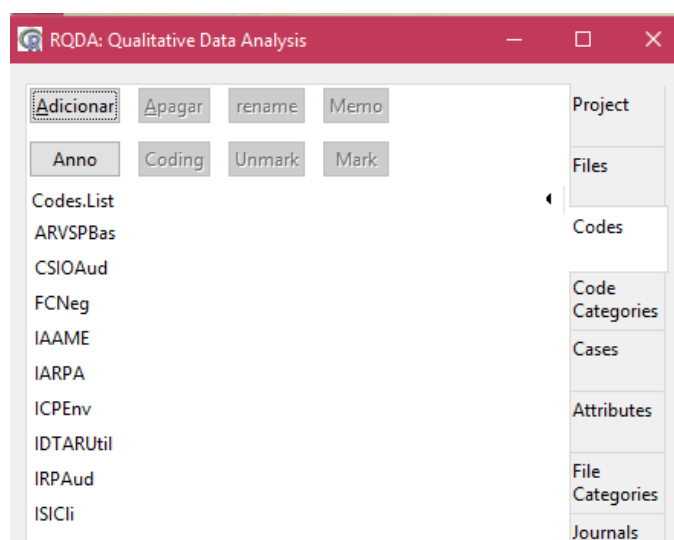 RQDA: Qualitative Data Analysis
Adicionar Apagar rename Memo
Anno Coding Unmark Mark
Codes.List
ARVSPBas
CSIOAud
FCNeg
IAAME
IARPA
ICPEnv
IDTARUtil
IRPAud
ISICli
Project
Files
Codes
Code
Categories
Cases
Attributes
File
Categories
Journals